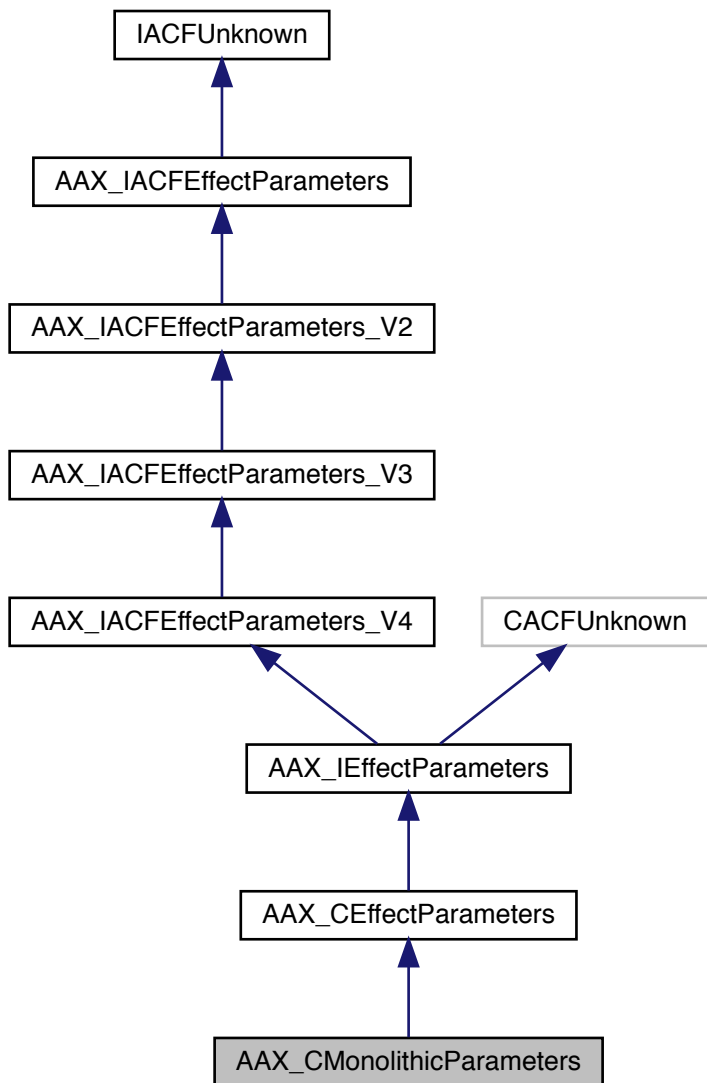 IACFUnknown
AAX_IACFEffectParameters
AAX_IACFEffectParameters_V2
AAX_IACFEffectParameters_V3
AAX_IACFEffectParameters_V4
CACFUnknown
AAX_IEffectParameters
AAX_CEffectParameters
AAX_CMonolithicParameters